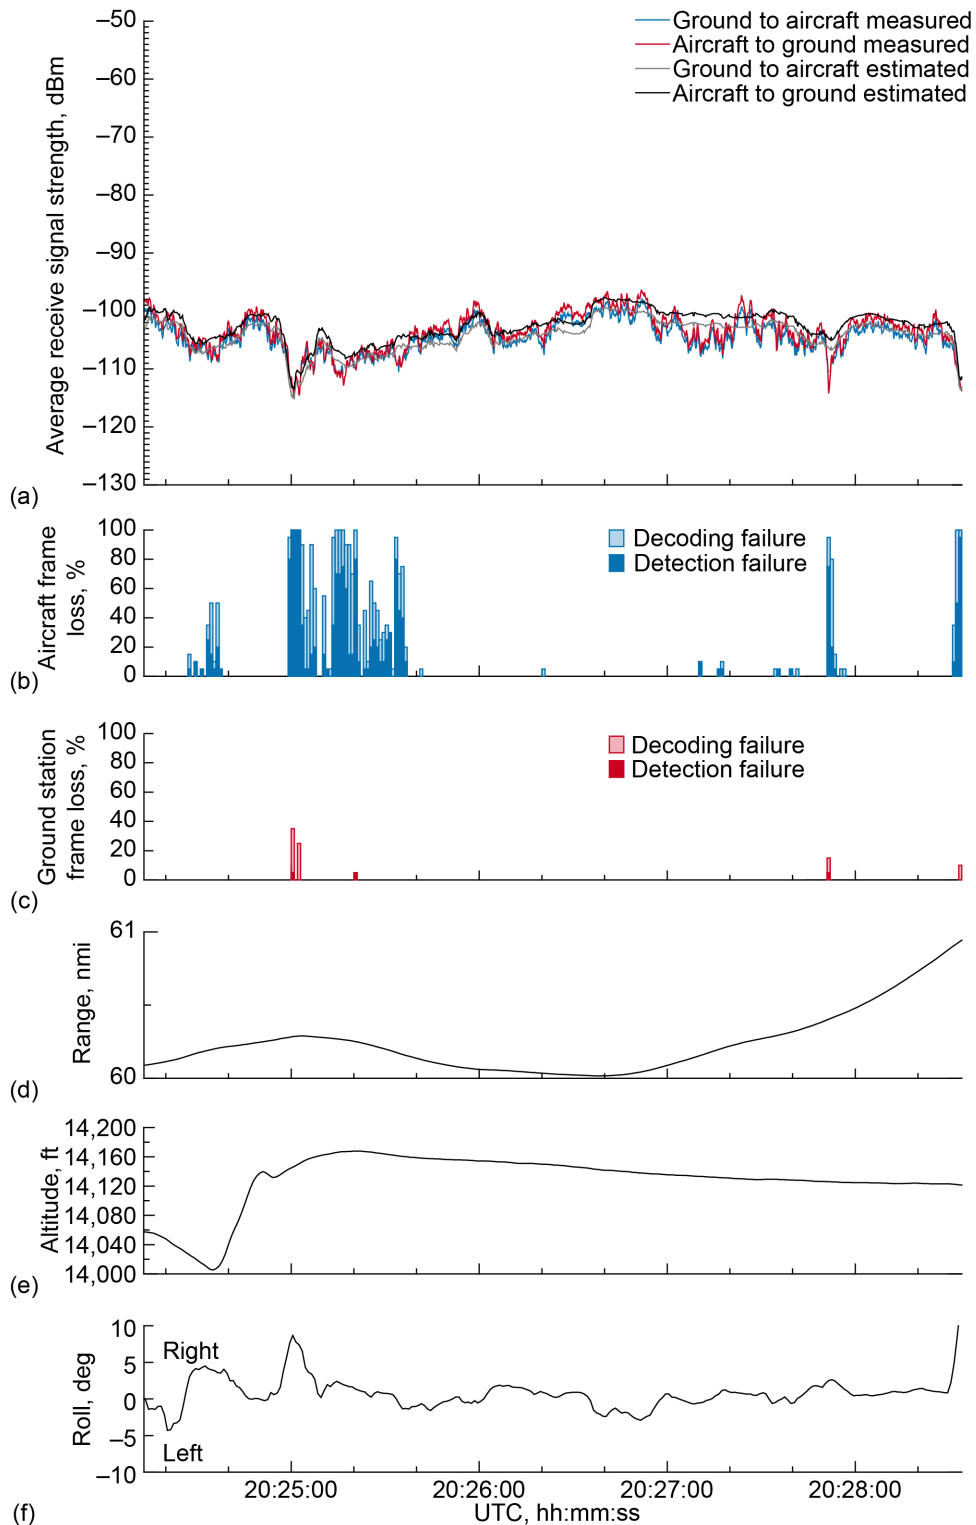 Ground to aircraft measured
Aircraft to ground measured
Ground to aircraft estimated
Aircraft to ground estimated
Average receive signal strength, dBm
–50
–60
–70
–80
–90
–100
–110
–120
–130
(a)
Aircraft frame
loss, %
100
80
60
40
20
0
Decoding failure
Detection failure
(b)
Ground station
frame loss, %
100
80
60
40
20
0
Decoding failure
Detection failure
(c)
Range, nmi
61
60
(d)
Altitude, ft
14,200
14,160
14,120
14,080
14,040
14,000
(e)
Roll, deg
10
5
0
–5
–10
Right
Left
20:25:00
20:26:00
20:27:00
20:28:00
UTC, hh:mm:ss
(f)